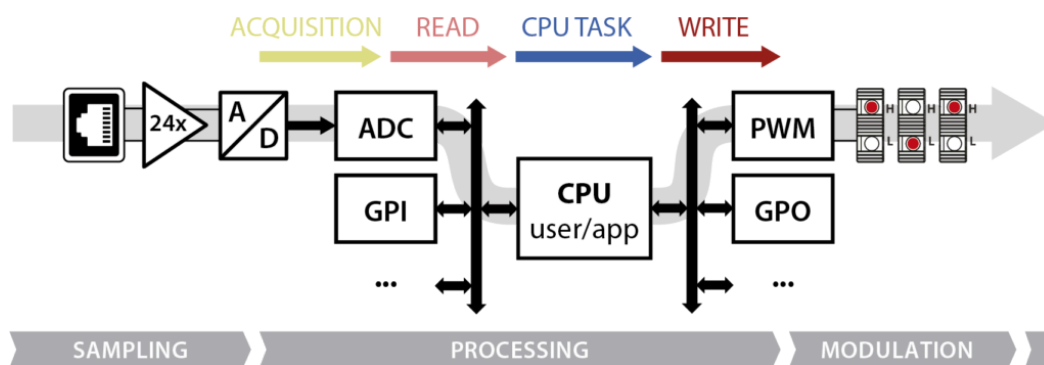 ACQUISITION READ CPU TASK WRITE
24x A D ADC PWM H H H
L L L
GPI CPU user/app GPO
... ...
SAMPLING PROCESSING MODULATION